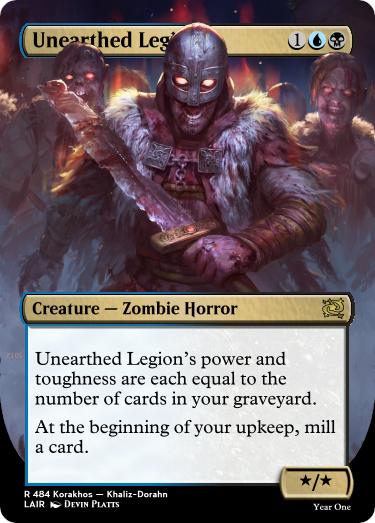 Unearthed Legion
1
Creature — Zombie Horror
Unearthed Legion's power and
toughness are each equal to the
number of cards in your graveyard.
At the beginning of your upkeep, mill
a card.
*/*
R 484 Korakhos — Khaliz-Dorahn
LAIR DEVIN PLATTS
Year One